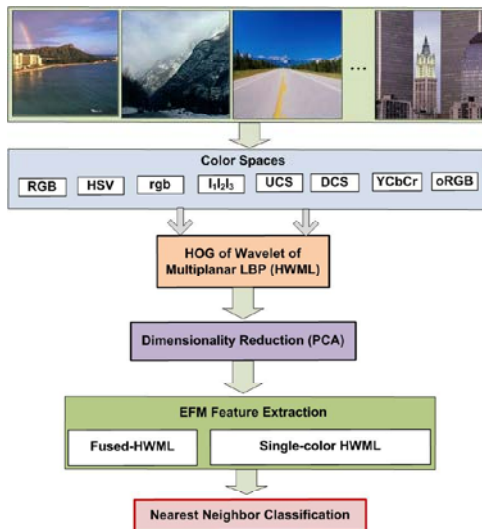 ...
Color Spaces
RGB HSV rgb I₁I₂I₃ UCS DCS YCbCr oRGB
HOG of Wavelet of
Multiplanar LBP (HWML)
Dimensionality Reduction (PCA)
EFM Feature Extraction
Fused-HWML Single-color HWML
Nearest Neighbor Classification